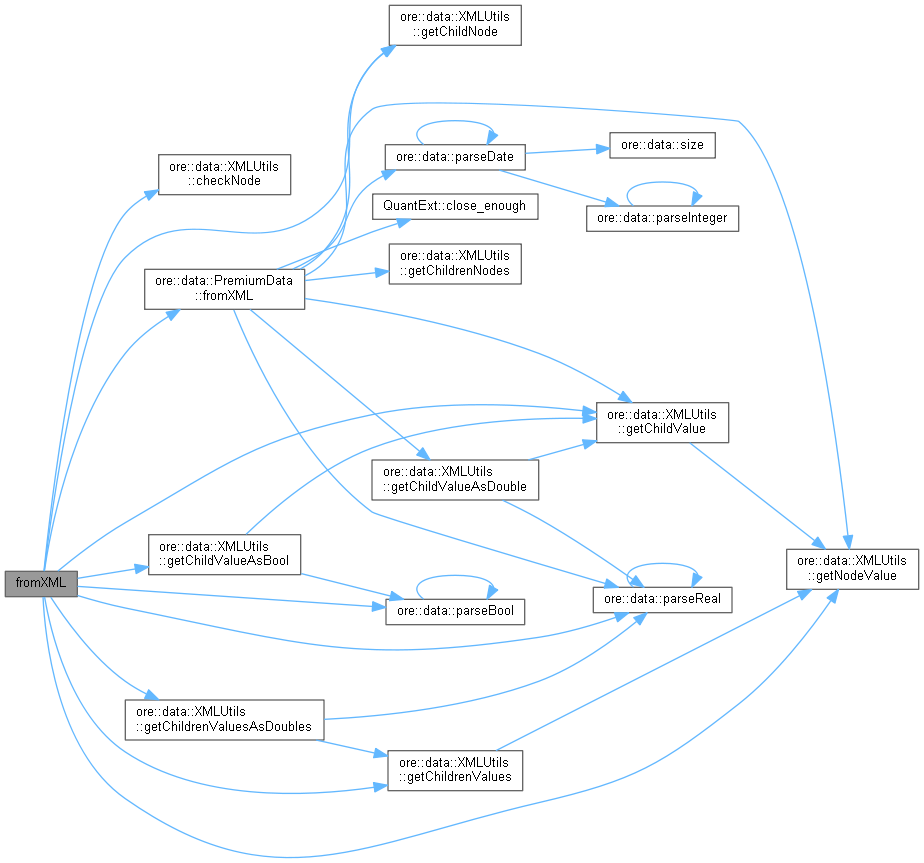 ore::data::XMLUtils
::getChildNode
ore::data::XMLUtils
::checkNode
ore::data::parseDate
ore::data::size
QuantExt::close_enough
ore::data::parseInteger
ore::data::PremiumData
::fromXML
ore::data::XMLUtils
::getChildrenNodes
ore::data::XMLUtils
::getChildValue
ore::data::XMLUtils
::getChildValueAsDouble
fromXML
ore::data::XMLUtils
::getChildValueAsBool
ore::data::parseBool
ore::data::parseReal
ore::data::XMLUtils
::getNodeValue
ore::data::XMLUtils
::getChildrenValuesAsDoubles
ore::data::XMLUtils
::getChildrenValues